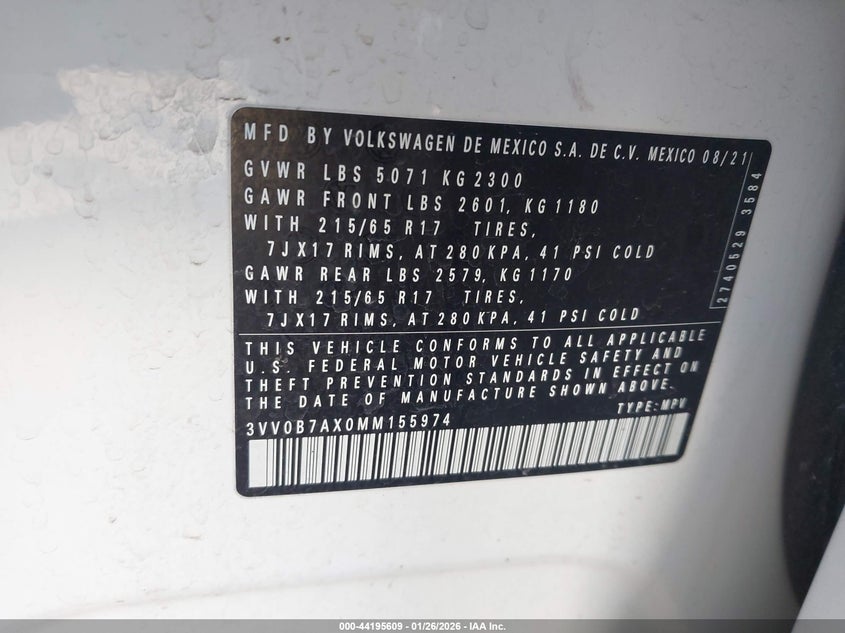 MFD BY VOLKSWAGEN DE MEXICO S.A. DE C.V. MEXICO 08/21
GVWR LBS 5071 KG 2300
GAWR FRONT LBS 2601, KG 1180
WITH 215/65 R17 TIRES,
7JX17 RIMS, AT 280 KPA, 41 PSI COLD
GAWR REAR LBS 2579, KG 1170
WITH 215/65 R17 TIRES,
7JX17 RIMS, AT 280 KPA, 41 PSI COLD
2740529 3584
THIS VEHICLE CONFORMS TO ALL APPLICABLE
U.S. FEDERAL MOTOR VEHICLE SAFETY AND
THEFT PREVENTION STANDARDS IN EFFECT ON
THE DATE OF MANUFACTURE SHOWN ABOVE.
TYPE: MPV
3VV0B7AX0MM155974
000-44195609 - 01/26/2026 - IAA Inc.